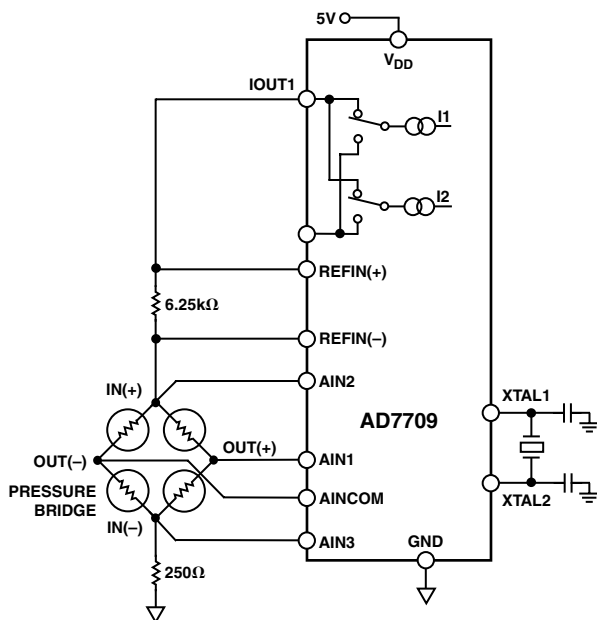 5V
V_DD
IOUT1
I1
I2
REFIN(+)
6.25kΩ
REFIN(–)
IN(+)
AIN2
XTAL1
AD7709
OUT(+)
AIN1
OUT(–)
PRESSURE
BRIDGE
AINCOM
XTAL2
IN(–)
AIN3
GND
250Ω